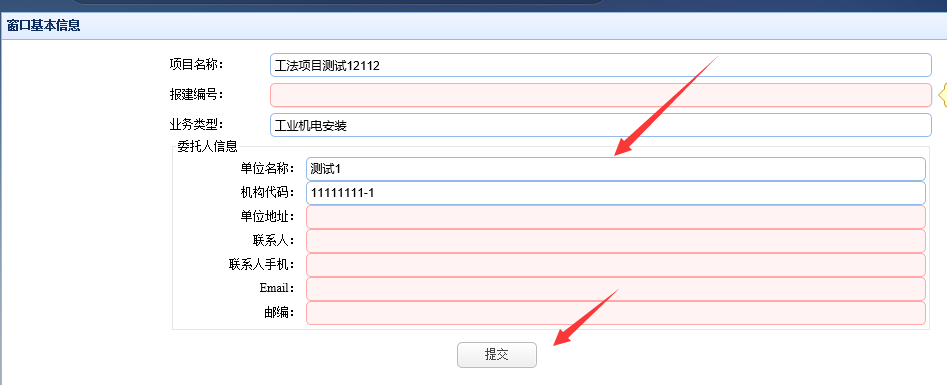 窗口基本信息
项目名称： 工法项目测试12112
报建编号：
业务类型： 工业机电安装
委托人信息
单位名称： 测试1
机构代码： 11111111-1
单位地址：
联系人：
联系人手机：
Email：
邮编：
提交